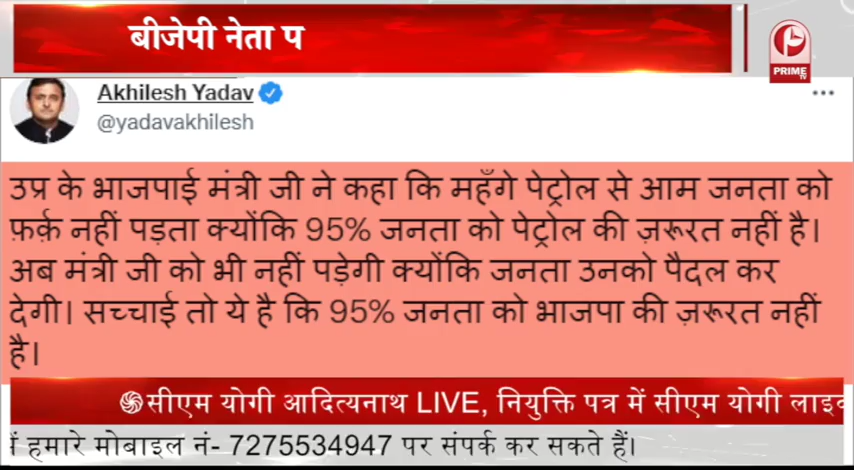 बीजेपी नेता प
PRIME
TV
Akhilesh Yadav
@yadavakhilesh
उप्र के भाजपाई मंत्री जी ने कहा कि महँगे पेट्रोल से आम जनता को
फ़र्क़ नहीं पड़ता क्योंकि 95% जनता को पेट्रोल की ज़रूरत नहीं है।
अब मंत्री जी को भी नहीं पड़ेगी क्योंकि जनता उनको पैदल कर
देगी। सच्चाई तो ये है कि 95% जनता को भाजपा की ज़रूरत नहीं
है।
सीएम योगी आदित्यनाथ LIVE, नियुक्ति पत्र में सीएम योगी लाइव
हमारे मोबाइल नं- 7275534947 पर संपर्क कर सकते हैं।